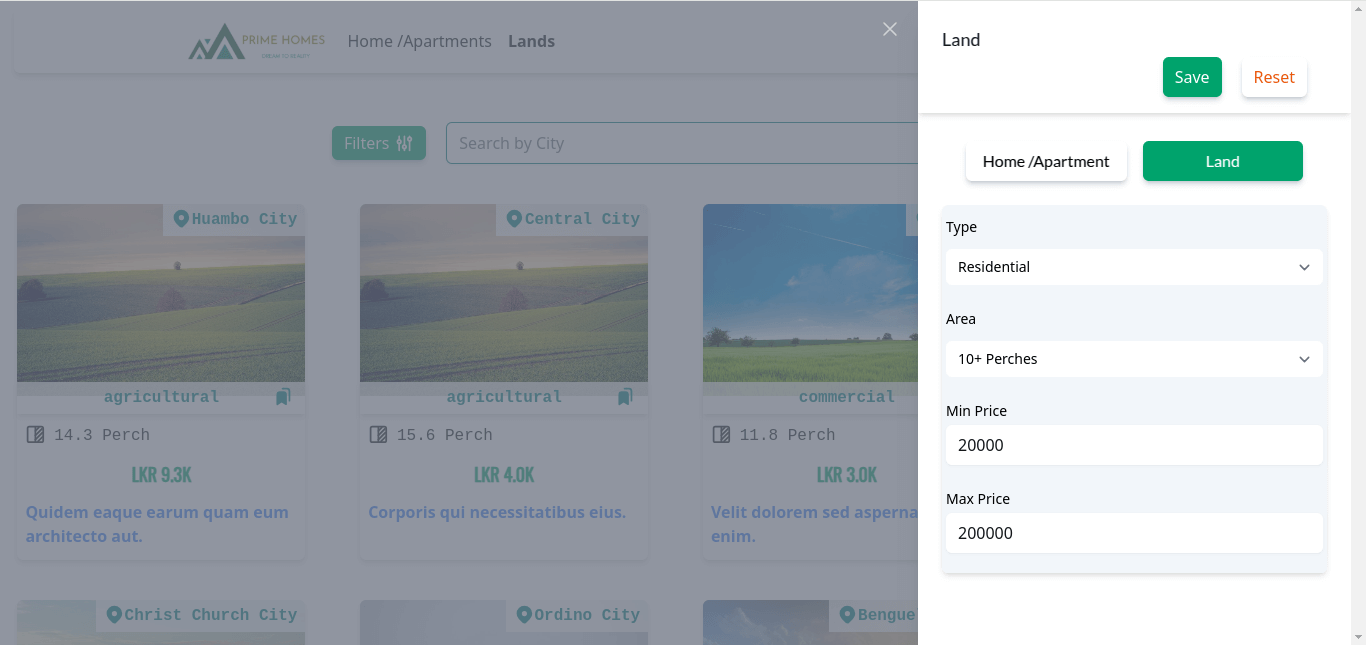 PRIME HOMES
DREAM TO REALITY
Home /Apartments
Lands
Land
Save
Reset
Filters
Search by City
Home /Apartment
Land
Huambo City
Central City
agricultural
agricultural
commercial
14.3 Perch
15.6 Perch
11.8 Perch
LKR 9.3K
LKR 4.0K
LKR 3.0K
Quidem eaque earum quam eum
architecto aut.
Corporis qui necessitatibus eius.
Velit dolorem sed asperna
enim.
Christ Church City
Ordino City
Bengue
Type
Residential
Area
10+ Perches
Min Price
20000
Max Price
200000